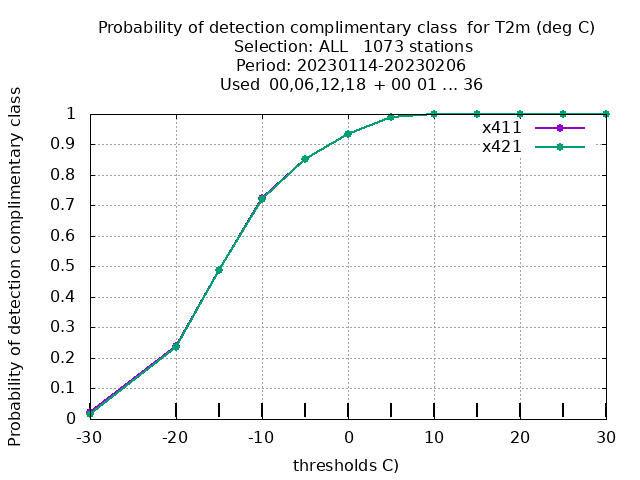 Probability of detection complimentary class  for T2m (deg C)
Selection: ALL   1073 stations
Period: 20230114-20230206
Used  00,06,12,18  + 00 01 ... 36
Probability of detection complimentary class
1
0.9
0.8
0.7
0.6
0.5
0.4
0.3
0.2
0.1
0
x411
x421
-30 -20 -10 0 10 20 30
thresholds C)